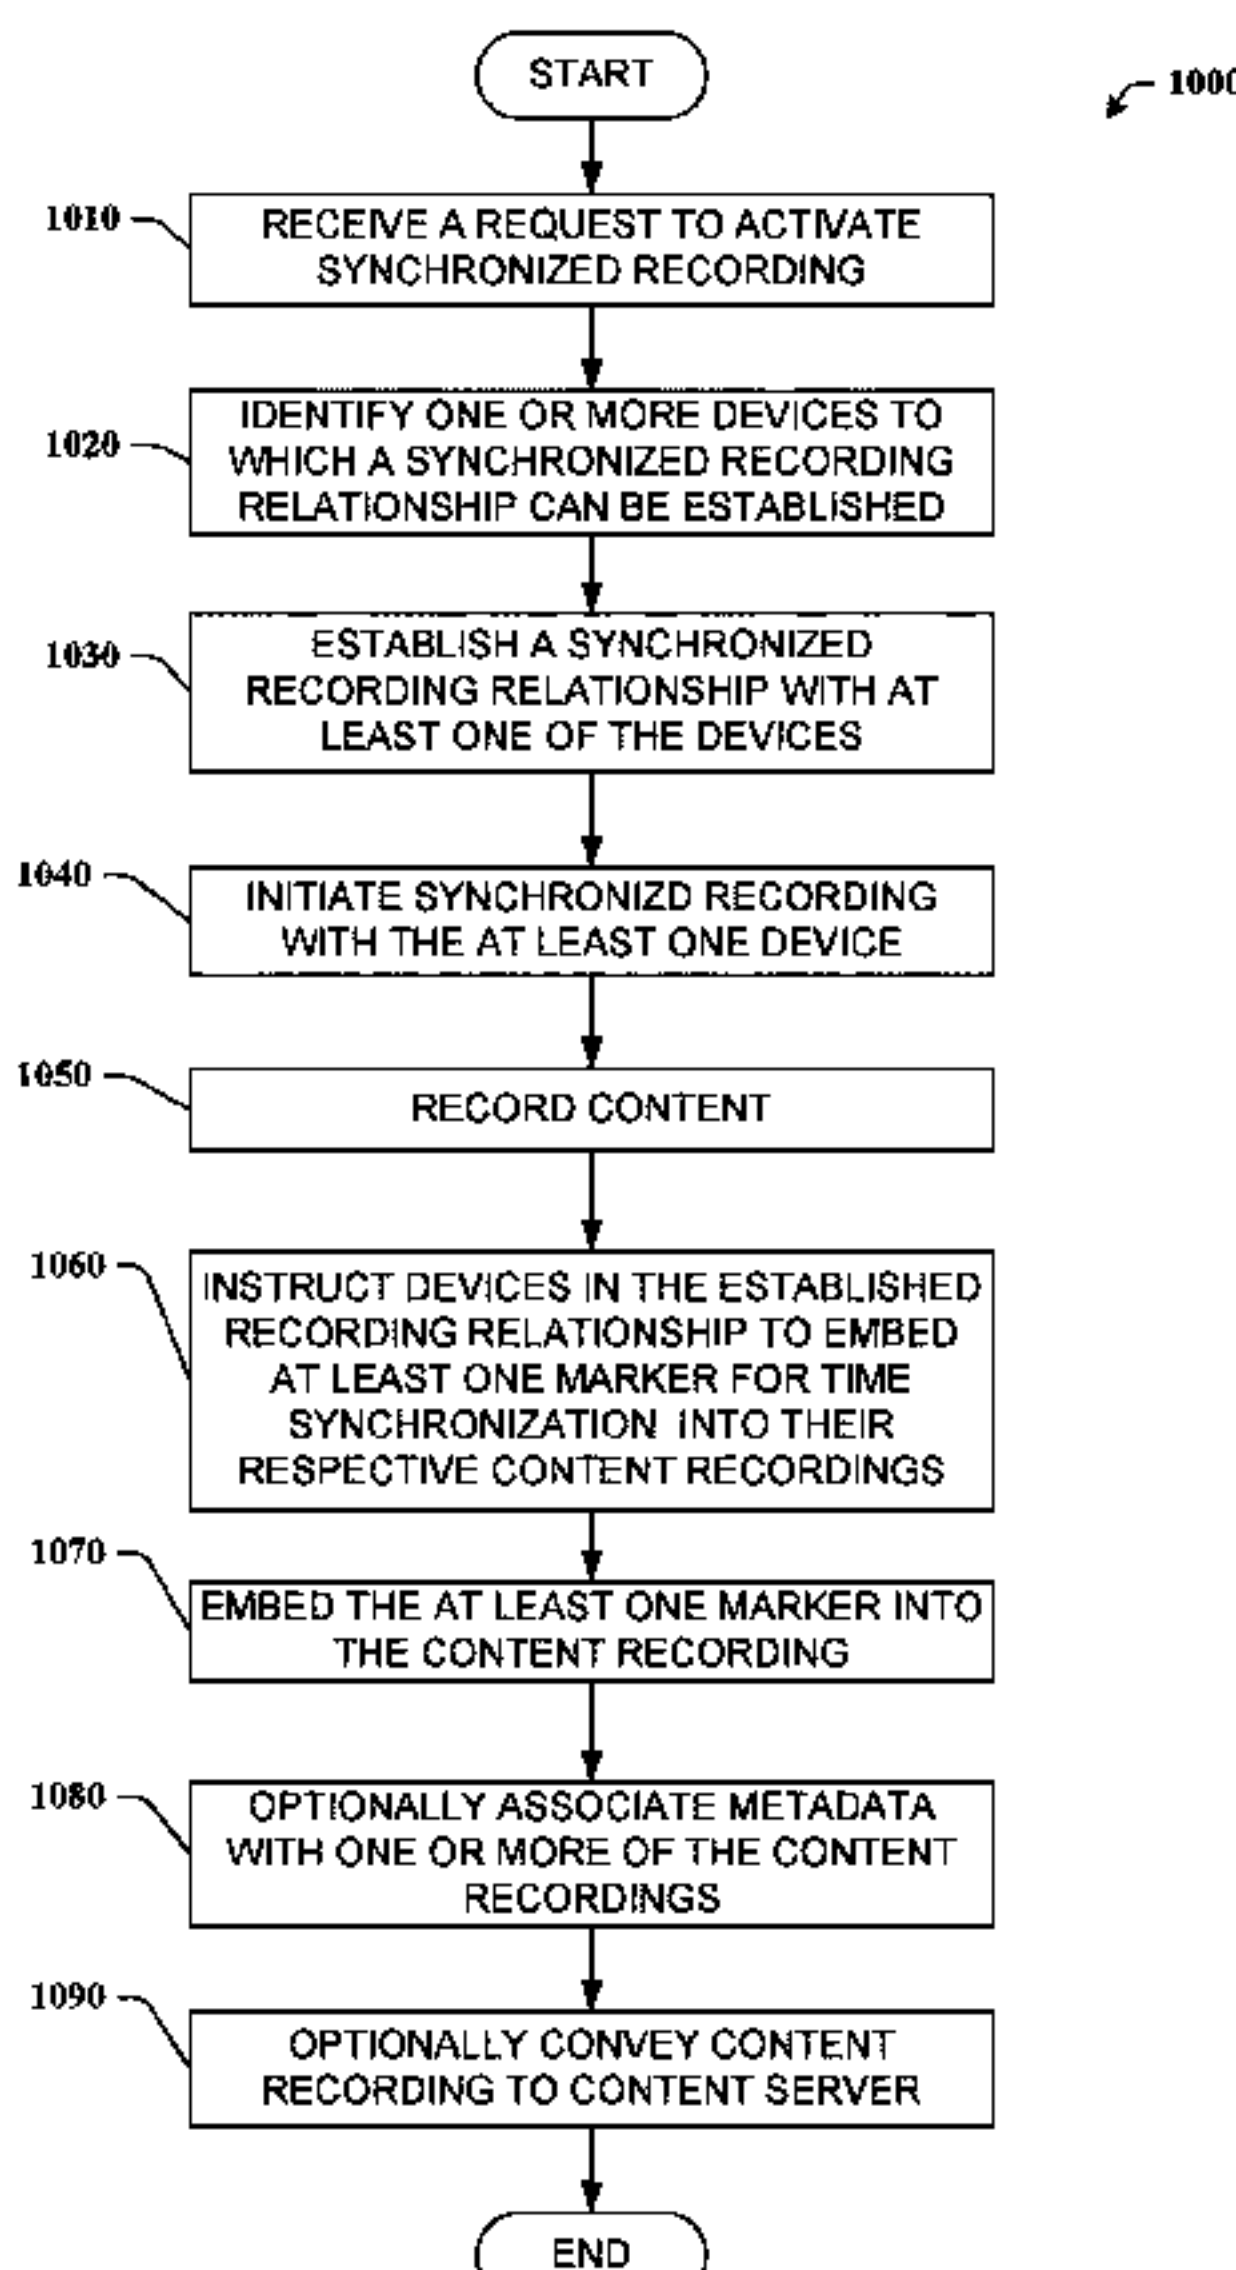 START
1000
1010
RECEIVE A REQUEST TO ACTIVATE
SYNCHRONIZED RECORDING
1020
IDENTIFY ONE OR MORE DEVICES TO
WHICH A SYNCHRONIZED RECORDING
RELATIONSHIP CAN BE ESTABLISHED
1030
ESTABLISH A SYNCHRONIZED
RECORDING RELATIONSHIP WITH AT
LEAST ONE OF THE DEVICES
1040
INITIATE SYNCHRONIZD RECORDING
WITH THE AT LEAST ONE DEVICE
1050
RECORD CONTENT
1060
INSTRUCT DEVICES IN THE ESTABLISHED
RECORDING RELATIONSHIP TO EMBED
AT LEAST ONE MARKER FOR TIME
SYNCHRONIZATION INTO THEIR
RESPECTIVE CONTENT RECORDINGS
1070
EMBED THE AT LEAST ONE MARKER INTO
THE CONTENT RECORDING
1080
OPTIONALLY ASSOCIATE METADATA
WITH ONE OR MORE OF THE CONTENT
RECORDINGS
1090
OPTIONALLY CONVEY CONTENT
RECORDING TO CONTENT SERVER
END